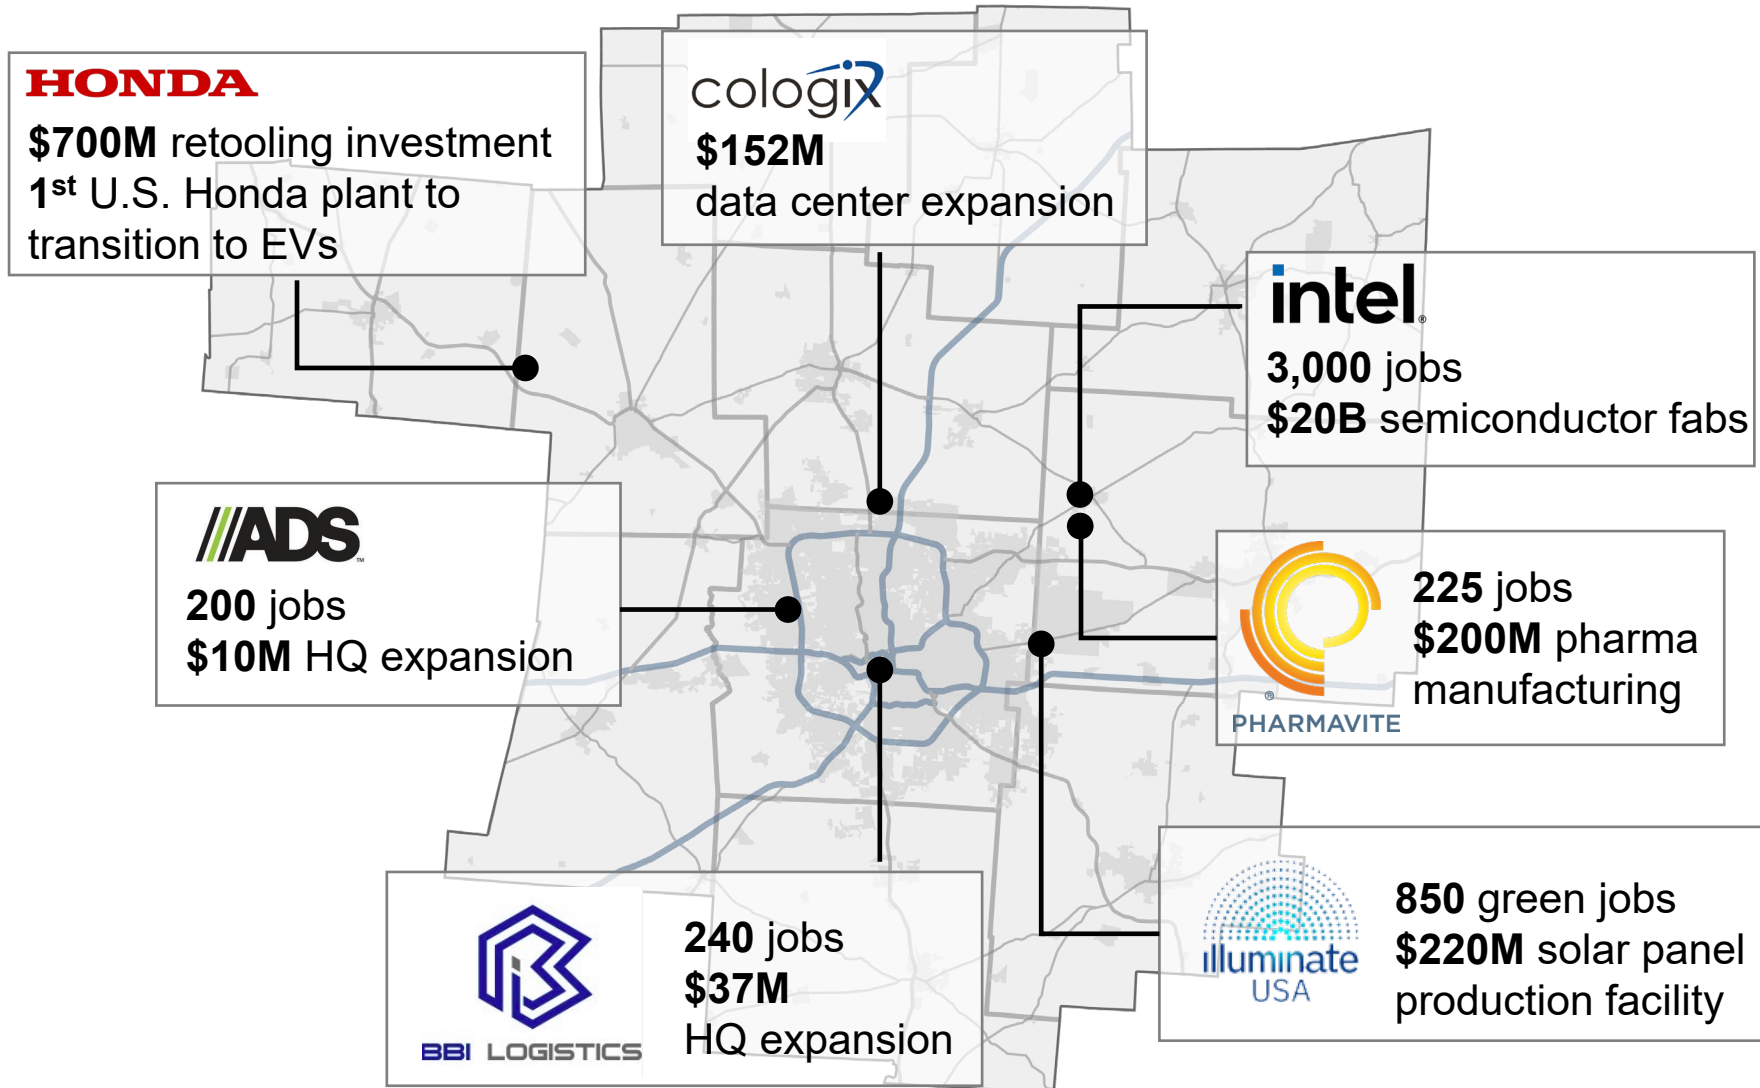 HONDA
$700M retooling investment
1st U.S. Honda plant to
transition to EVs
cologix
$152M
data center expansion
intel®
3,000 jobs
$20B semiconductor fabs
ADS™
200 jobs
$10M HQ expansion
225 jobs
$200M pharma
manufacturing
®
PHARMAVITE
BBI LOGISTICS
240 jobs
$37M
HQ expansion
illuminate
USA
850 green jobs
$220M solar panel
production facility